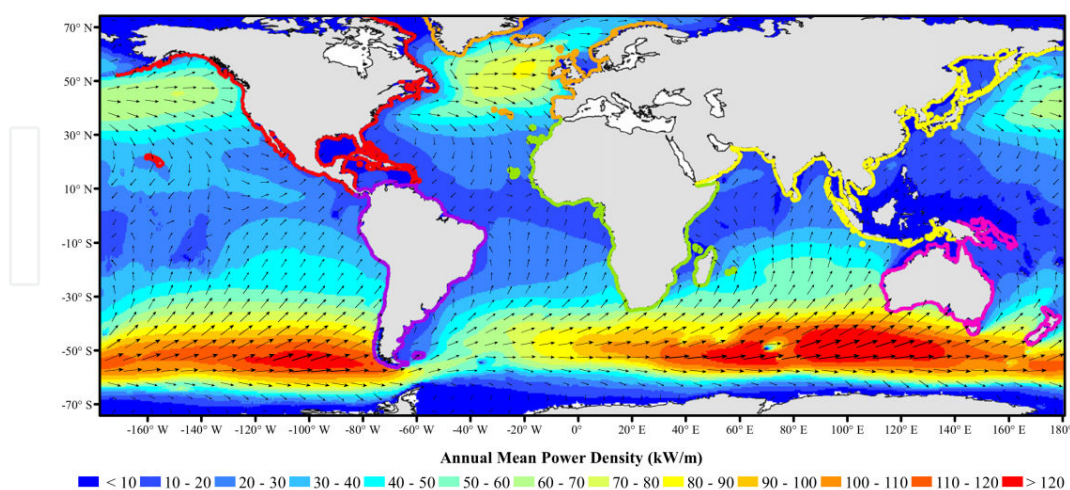 70° N
50° N
30° N
10° N
-10° S
-30° S
-50° S
-70° S
-160° W -140° W -120° W -100° W -80° W -60° W -40° W -20° W 0° 20° E 40° E 60° E 80° E 100° E 120° E 140° E 160° E 180° E
Annual Mean Power Density (kW/m)
< 10 10 - 20 20 - 30 30 - 40 40 - 50 50 - 60 60 - 70 70 - 80 80 - 90 90 - 100 100 - 110 110 - 120 > 120